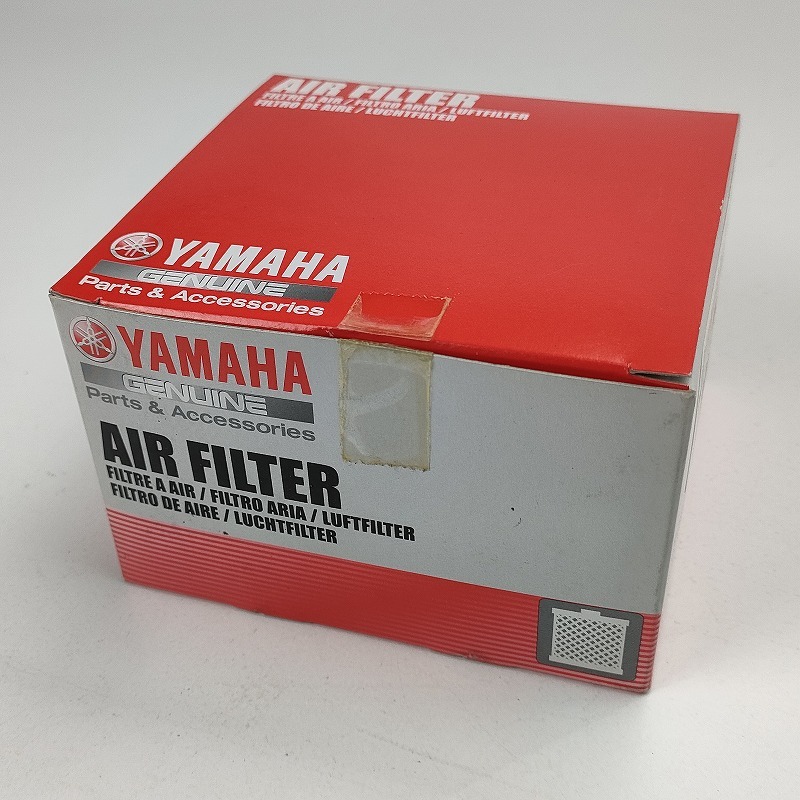 AIR FILTER
FILTRE A AIR / FILTRO ARIA / LUFTFILTER
FILTRO DE AIRE / LUCHTFILTER
YAMAHA
GENUINE
Parts & Accessories
YAMAHA
GENUINE
Parts & Accessories
AIR FILTER
FILTRE A AIR / FILTRO ARIA / LUFTFILTER
FILTRO DE AIRE / LUCHTFILTER